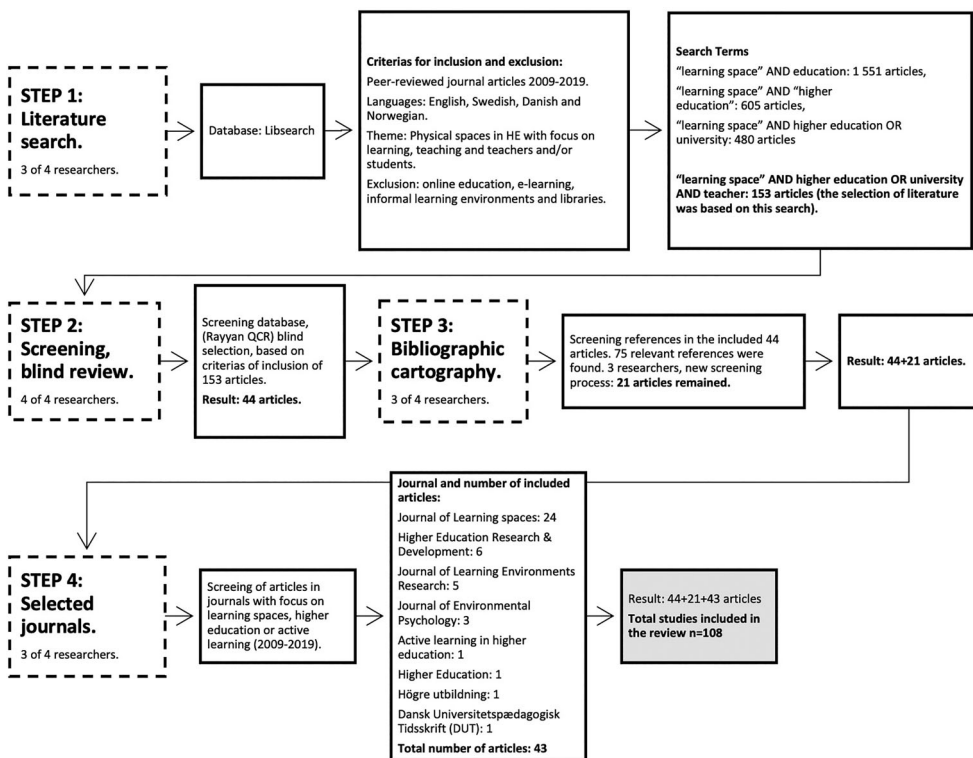 STEP 1:
Literature
search.
3 of 4 researchers.
Database: Libsearch
Criterias for inclusion and exclusion:
Peer-reviewed journal articles 2009-2019.
Languages: English, Swedish, Danish and
Norwegian.
Theme: Physical spaces in HE with focus on
learning, teaching and teachers and/or
students.
Exclusion: online education, e-learning,
informal learning environments and libraries.
Search Terms
“learning space” AND education: 1 551 articles,
“learning space” AND “higher
education”: 605 articles,
“learning space” AND higher education OR
university: 480 articles
“learning space” AND higher education OR university
AND teacher: 153 articles (the selection of literature
was based on this search).
STEP 2:
Screening,
blind review.
4 of 4 researchers.
Screening database,
(Rayyan QCR) blind
selection, based on
criterias of inclusion of
153 articles.
Result: 44 articles.
STEP 3:
Bibliographic
cartography.
3 of 4 researchers.
Screening references in the included 44
articles. 75 relevant references were
found. 3 researchers, new screening
process: 21 articles remained.
Result: 44+21 articles.
STEP 4:
Selected
journals.
3 of 4 researchers.
Screeing of articles in
journals with focus on
learning spaces, higher
education or active
learning (2009-2019).
Journal and number of included
articles:
Journal of Learning spaces: 24
Higher Education Research &
Development: 6
Journal of Learning Environments
Research: 5
Journal of Environmental
Psychology: 3
Active learning in higher
education: 1
Higher Education: 1
Högre utbildning: 1
Dansk Universitetspædagogisk
Tidsskrift (DUT): 1
Total number of articles: 43
Result: 44+21+43 articles
Total studies included in
the review n=108